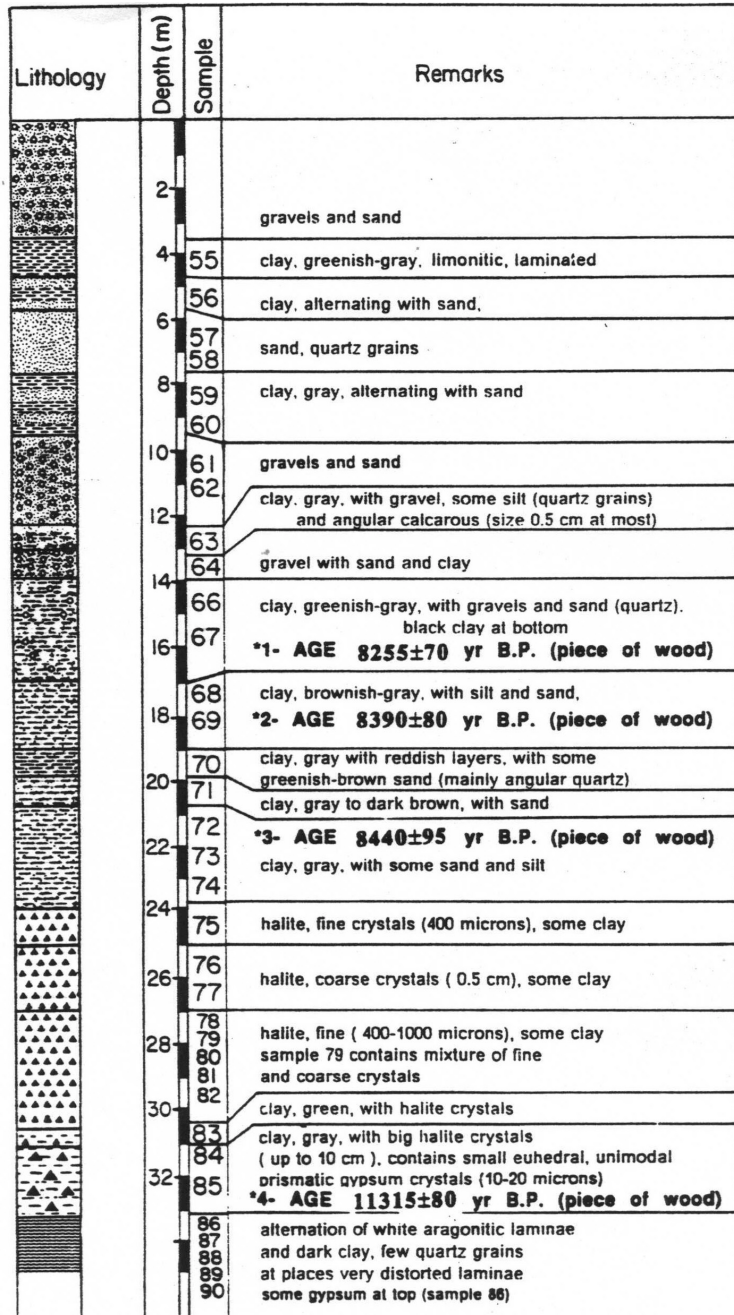 Lithology
Depth (m)
Sample
Remarks
2
gravels and sand
4
55
clay, greenish-gray, limonitic, laminated
56
clay, alternating with sand,
6
57
58
sand, quartz grains
8
59
clay, gray, alternating with sand
60
10
61
gravels and sand
62
clay, gray, with gravel, some silt (quartz grains)
and angular calcarous (size 0.5 cm at most)
12
63
64
gravel with sand and clay
14
66
clay, greenish-gray, with gravels and sand (quartz).
black clay at bottom
16
67
*1- AGE 8255±70 yr B.P. (piece of wood)
68
clay, brownish-gray, with silt and sand,
18
69
*2- AGE 8390±80 yr B.P. (piece of wood)
70
clay, gray with reddish layers, with some
greenish-brown sand (mainly angular quartz)
20
71
clay, gray to dark brown, with sand
72
*3- AGE 8440±95 yr B.P. (piece of wood)
22
73
clay, gray, with some sand and silt
74
24
75
halite, fine crystals (400 microns), some clay
76
26
77
halite, coarse crystals ( 0.5 cm), some clay
78
79
halite, fine ( 400-1000 microns), some clay
28
80
sample 79 contains mixture of fine
81
and coarse crystals
82
30
clay, green, with halite crystals
83
clay, gray, with big halite crystals
84
( up to 10 cm ), contains small euhedral, unimodal
32
85
prismatic gypsum crystals (10-20 microns)
*4- AGE 11315±80 yr B.P. (piece of wood)
86
alternation of white aragonitic laminae
87
and dark clay, few quartz grains
88
89
at places very distorted laminae
90
some gypsum at top (sample 86)